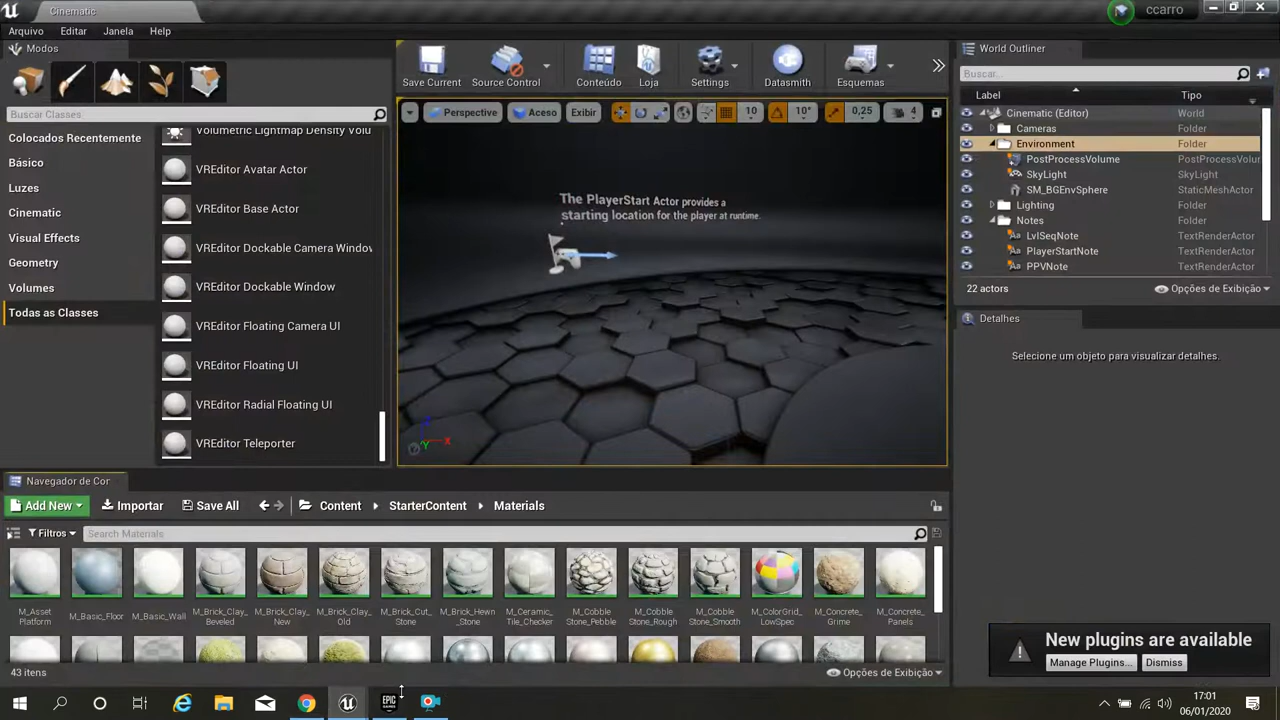 Cinematic
ccarro
Arquivo Editar Janela Help
Modos
Save Current Source Control Conteúdo Loja Settings Datasmith Esquemas
World Outliner
Buscar...
Buscar Classes
Perspective Aceso Exibir 10 10° 0,25 4
Label Tipo
Colocados Recentemente
Básico
Luzes
Cinematic
Visual Effects
Geometry
Volumes
Todas as Classes
Volumetric Lightmap Density Volu
VREditor Avatar Actor
VREditor Base Actor
VREditor Dockable Camera Window
VREditor Dockable Window
VREditor Floating Camera UI
VREditor Floating UI
VREditor Radial Floating UI
VREditor Teleporter
The PlayerStart Actor provides a
starting location for the player at runtime.
X
Y
Cinematic (Editor) World
Cameras Folder
Environment Folder
PostProcessVolume PostProcessVolur
SkyLight SkyLight
SM_BGEnvSphere StaticMeshActor
Lighting Folder
Notes Folder
LvlSeqNote TextRenderActor
PlayerStartNote TextRenderActor
PPVNote TextRenderActor
22 actors Opções de Exibição
Detalhes
Selecione um objeto para visualizar detalhes.
Navegador de Cor
Add New Importar Save All Content StarterContent Materials
Filtros Search Materials
M_Asset Platform
M_Basic_Floor
M_Basic_Wall
M_Brick_Clay_ Beveled
M_Brick_Clay_ New
M_Brick_Clay_ Old
M_Brick_Cut_ Stone
M_Brick_Hewn _Stone
M_Ceramic_ Tile_Checker
M_Cobble Stone_Pebble
M_Cobble Stone_Rough
M_Cobble Stone_Smooth
M_ColorGrid_ LowSpec
M_Concrete_ Grime
M_Concrete_ Panels
43 itens Opções de Exibição
New plugins are available
Manage Plugins... Dismiss
EPIC GAMES
17:01
06/01/2020